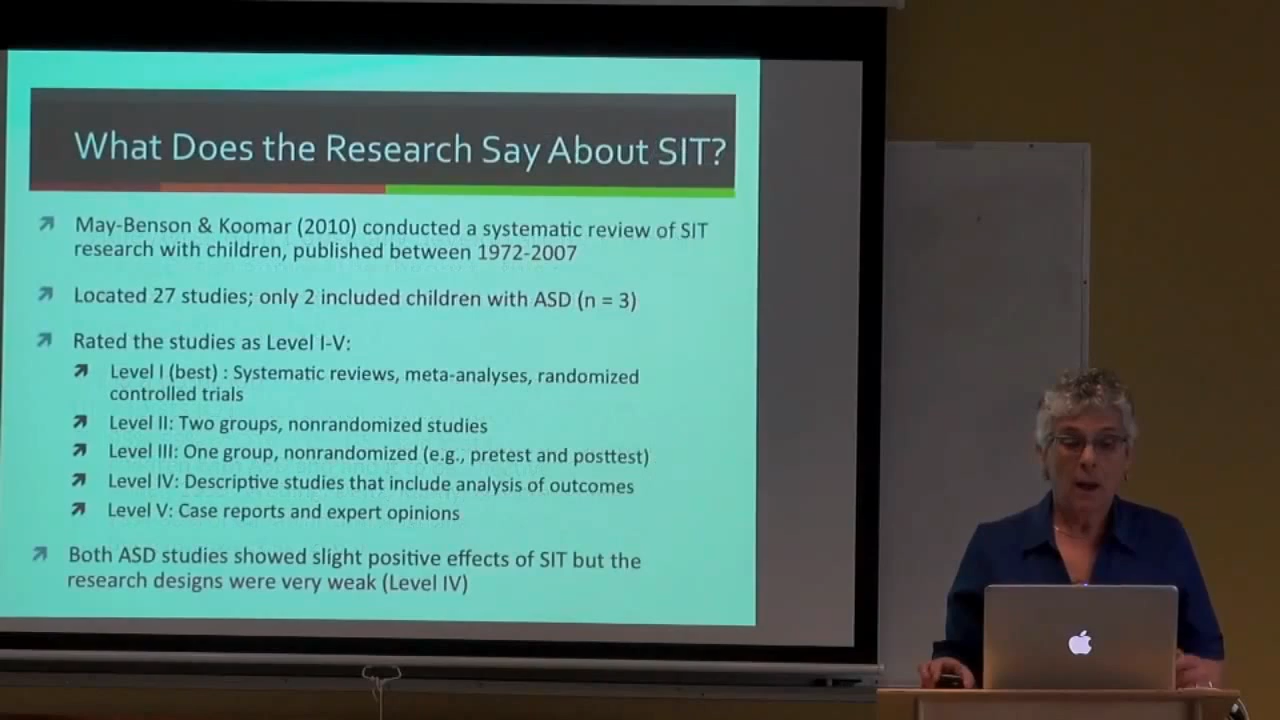 What Does the Research Say About SIT?
May-Benson & Koomar (2010) conducted a systematic review of SIT
research with children, published between 1972-2007
Located 27 studies; only 2 included children with ASD (n = 3)
Rated the studies as Level I-V:
Level I (best) : Systematic reviews, meta-analyses, randomized
controlled trials
Level II: Two groups, nonrandomized studies
Level III: One group, nonrandomized (e.g., pretest and posttest)
Level IV: Descriptive studies that include analysis of outcomes
Level V: Case reports and expert opinions
Both ASD studies showed slight positive effects of SIT but the
research designs were very weak (Level IV)